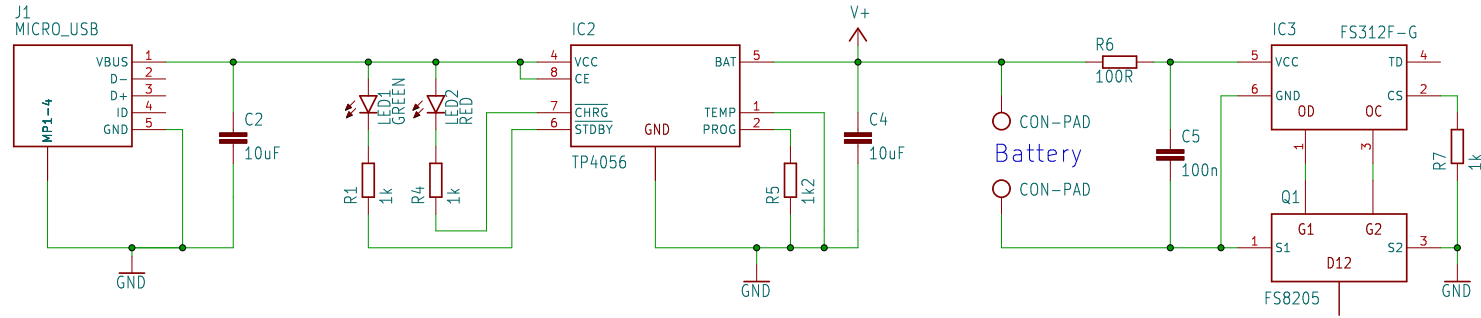 J1
MICRO_USB
VBUS 1
D- 2
D+ 3
ID 4
GND 5
MP1-4
GND
C2
10uF
LED1
GREEN
LED2
RED
R1
1k
R4
1k
IC2
4 VCC
8 CE
7 CHRG
6 STDBY
BAT 5
TEMP 1
PROG 2
GND
TP4056
R5
1k2
GND
V+
C4
10uF
CON-PAD
Battery
CON-PAD
R6
100R
C5
100n
IC3
FS312F-G
5 VCC
6 GND
TD 4
CS 2
OD
OC
1
3
R7
1k
Q1
G1
G2
1 S1
S2 3
D12
FS8205
GND